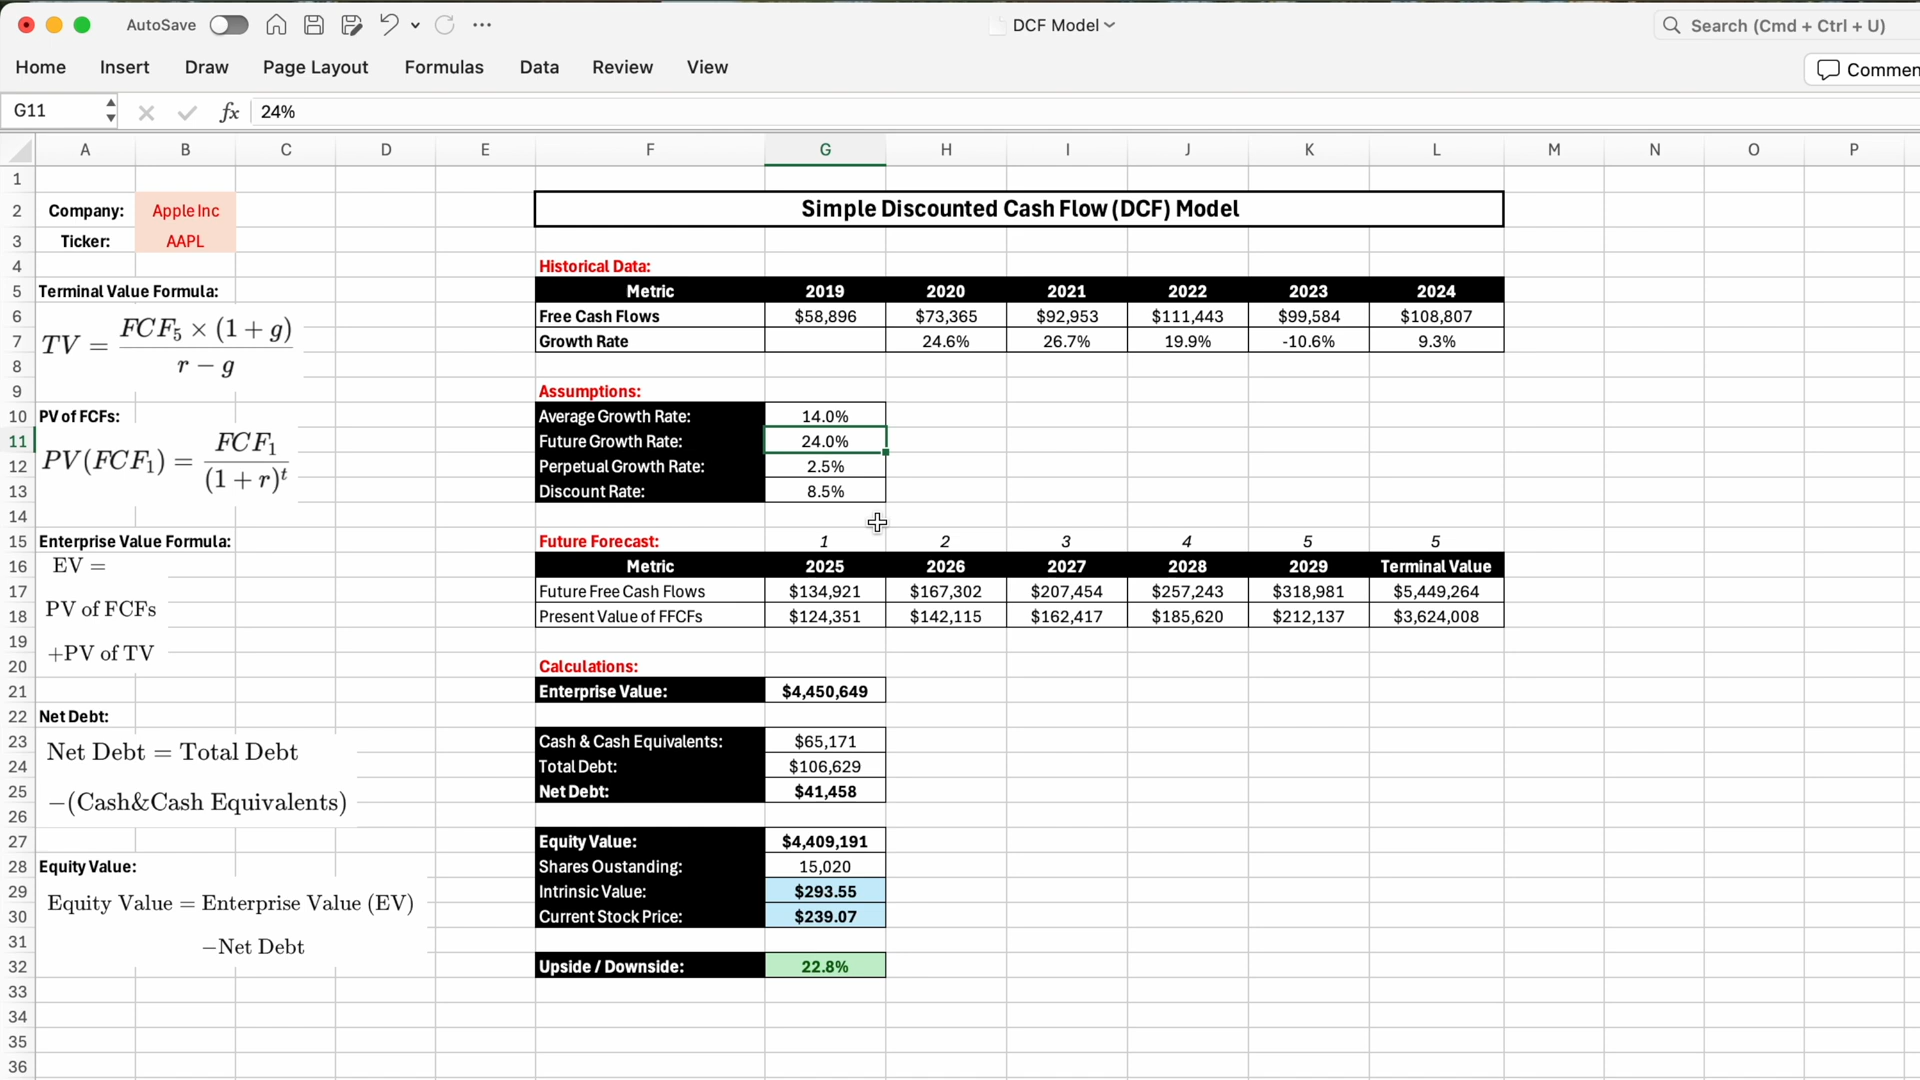 AutoSave
DCF Model
Search (Cmd + Ctrl + U)
Home Insert Draw Page Layout Formulas Data Review View
Commen
G11 fx 24%
A B C D E F G H I J K L M N O P
1
2 Company: Apple Inc Simple Discounted Cash Flow (DCF) Model
3 Ticker: AAPL
4 Historical Data:
5 Terminal Value Formula: Metric 2019 2020 2021 2022 2023 2024
6 Free Cash Flows $58,896 $73,365 $92,953 $111,443 $99,584 $108,807
TV = FCF₅ × (1 + g) / r − g
7 Growth Rate 24.6% 26.7% 19.9% -10.6% 9.3%
8
9 Assumptions:
10 PV of FCFs: Average Growth Rate: 14.0%
11 Future Growth Rate: 24.0%
PV(FCF₁) = FCF₁ / (1 + r)ᵗ
12 Perpetual Growth Rate: 2.5%
13 Discount Rate: 8.5%
14
15 Enterprise Value Formula: Future Forecast: 1 2 3 4 5 5
16 EV = Metric 2025 2026 2027 2028 2029 Terminal Value
17 Future Free Cash Flows $134,921 $167,302 $207,454 $257,243 $318,981 $5,449,264
PV of FCFs
18 Present Value of FFCFs $124,351 $142,115 $162,417 $185,620 $212,137 $3,624,008
19
+PV of TV
20 Calculations:
21 Enterprise Value: $4,450,649
22 Net Debt:
23 Net Debt = Total Debt Cash & Cash Equivalents: $65,171
24 Total Debt: $106,629
25 −(Cash&Cash Equivalents) Net Debt: $41,458
26
27 Equity Value: $4,409,191
28 Equity Value: Shares Oustanding: 15,020
29 Equity Value = Enterprise Value (EV) Intrinsic Value: $293.55
30 Current Stock Price: $239.07
31 −Net Debt
32 Upside / Downside: 22.8%
33
34
35
36